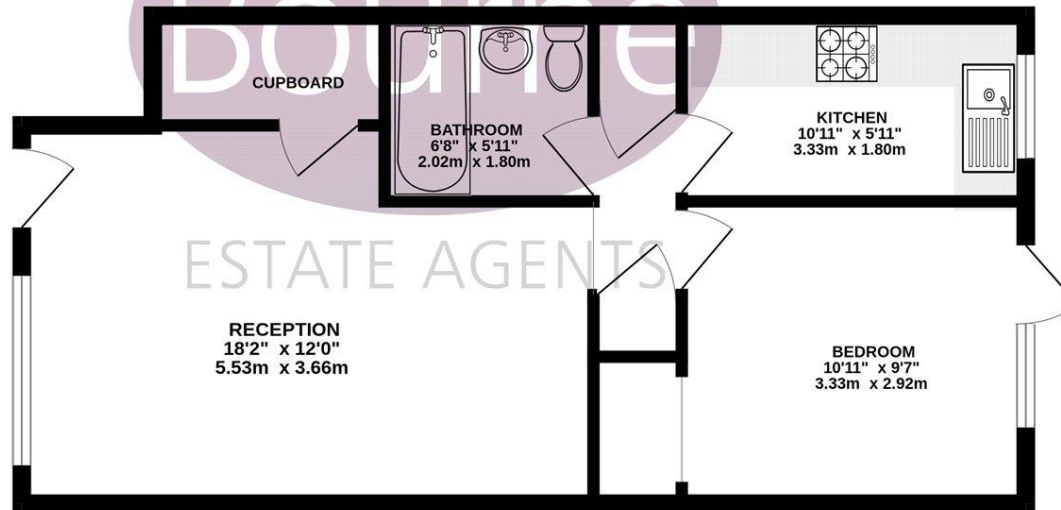 Bourne
CUPBOARD
BATHROOM
6'8" x 5'11"
2.02m x 1.80m
KITCHEN
10'11" x 5'11"
3.33m x 1.80m
ESTATE AGENTS
RECEPTION
18'2" x 12'0"
5.53m x 3.66m
BEDROOM
10'11" x 9'7"
3.33m x 2.92m